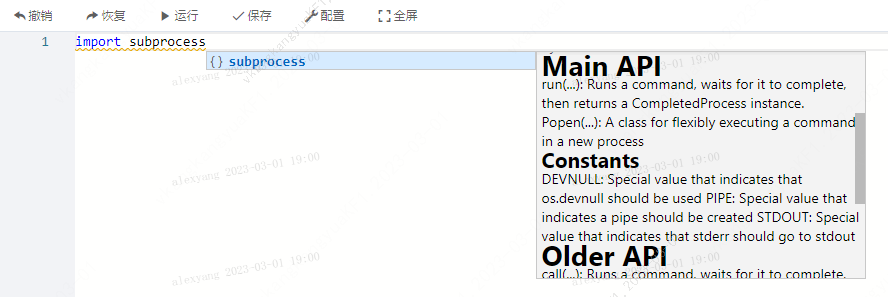 撤销 恢复 运行 保存 配置 全屏
1 import subprocess
{} subprocess
Main API
run(...): Runs a command, waits for it to complete,
then returns a CompletedProcess instance.
Popen(...): A class for flexibly executing a command
in a new process
Constants
DEVNULL: Special value that indicates that
os.devnull should be used PIPE: Special value that
indicates a pipe should be created STDOUT: Special
value that indicates that stderr should go to stdout
Older API
call(...): Runs a command, waits for it to complete,
alexyang 2023-03-01 19:00
alexyang 2023-03-01 19:00
alexyang 2023-03-01 19:00